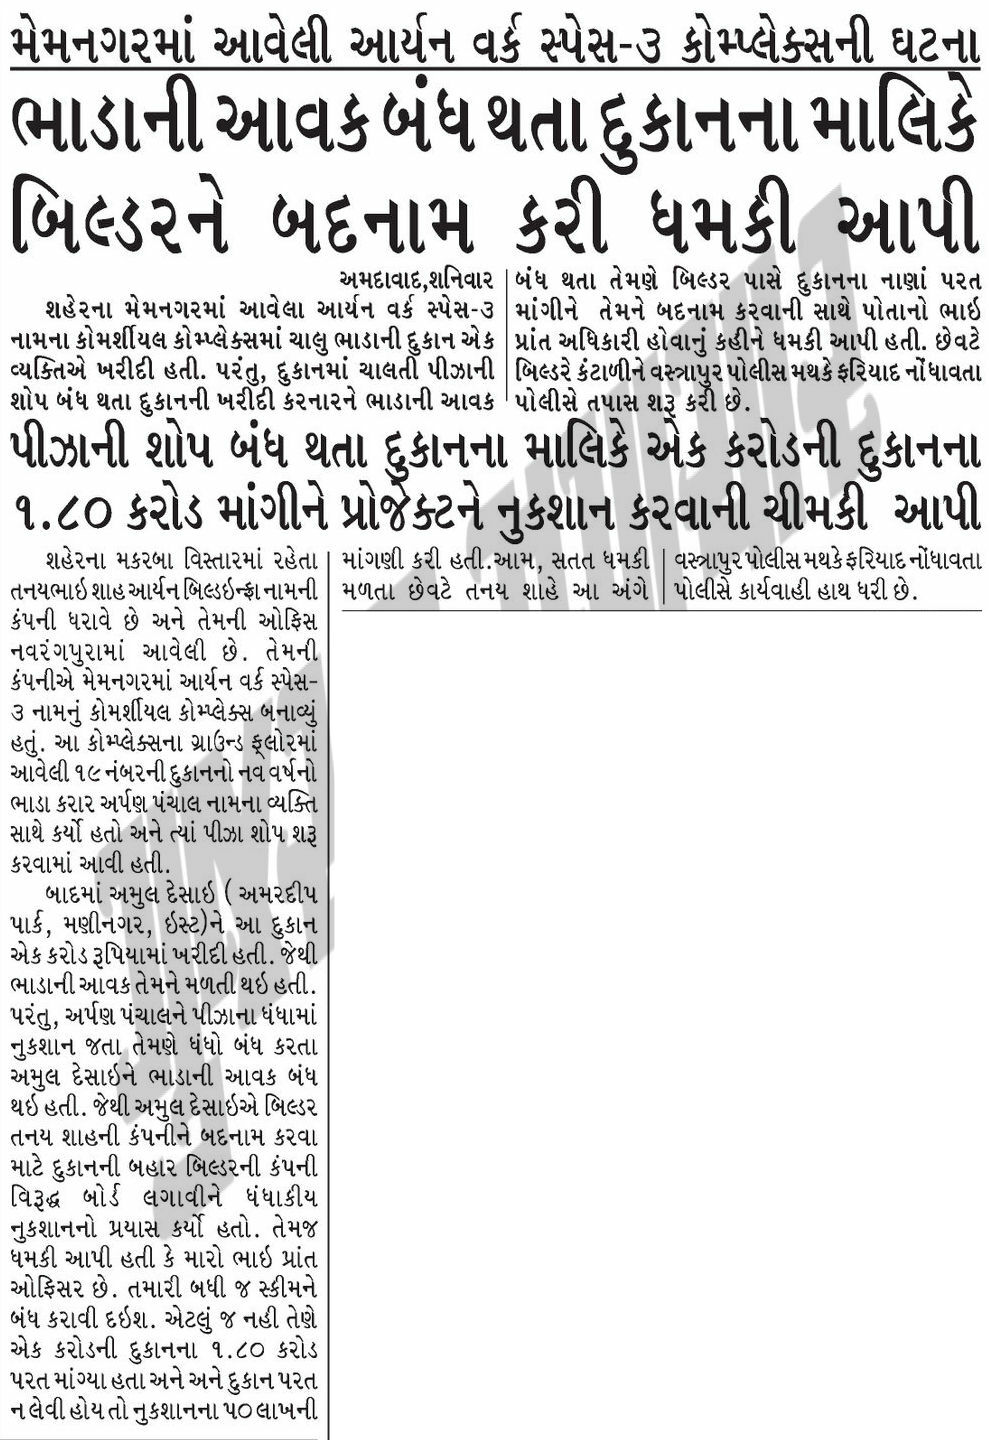 મેમનગરમાં આવેલી આર્યન વર્ક સ્પેસ-૩ કોમ્પ્લેક્સની ઘટના
ભાડાની આવક બંધ થતા દુકાનના માલિકે
બિલ્ડરને બદનામ કરી ધમકી આપી
અમદાવાદ,શનિવાર
શહેરના મેમનગરમાં આવેલા આર્યન વર્ક સ્પેસ-૩
નામના કોમર્શીયલ કોમ્પ્લેક્સમાં ચાલુ ભાડાની દુકાન એક
વ્યક્તિએ ખરીદી હતી. પરંતુ, દુકાનમાં ચાલતી પીઝાની
શોપ બંધ થતા દુકાનની ખરીદી કરનારને ભાડાની આવક
બંધ થતા તેમણે બિલ્ડર પાસે દુકાનના નાણાં પરત
માંગીને તેમને બદનામ કરવાની સાથે પોતાનો ભાઇ
પ્રાંત અધિકારી હોવાનું કહીને ધમકી આપી હતી. છેવટે
બિલ્ડરે કંટાળીને વસ્ત્રાપુર પોલીસ મથકે ફરિયાદ નોંધાવતા
પોલીસે તપાસ શરૂ કરી છે.
પીઝાની શોપ બંધ થતા દુકાનના માલિકે એક કરોડની દુકાનના
૧.૮૦ કરોડ માંગીને પ્રોજેક્ટને નુકશાન કરવાની ચીમકી આપી
શહેરના મકરબા વિસ્તારમાં રહેતા
તનયભાઇ શાહ આર્યન બિલ્ડઇન્ફ્રા નામની
કંપની ધરાવે છે અને તેમની ઓફિસ
નવરંગપુરામાં આવેલી છે. તેમની
કંપનીએ મેમનગરમાં આર્યન વર્ક સ્પેસ-
૩ નામનું કોમર્શીયલ કોમ્પ્લેક્સ બનાવ્યું
હતું. આ કોમ્પ્લેક્સના ગ્રાઉન્ડ ફ્લોરમાં
આવેલી ૧૯ નંબરની દુકાનનો નવ વર્ષનો
ભાડા કરાર અર્પણ પંચાલ નામના વ્યક્તિ
સાથે કર્યો હતો અને ત્યાં પીઝા શોપ શરૂ
કરવામાં આવી હતી.
બાદમાં અમુલ દેસાઇ ( અમરદીપ
પાર્ક, મણીનગર, ઇસ્ટ)ને આ દુકાન
એક કરોડ રૂપિયામાં ખરીદી હતી. જેથી
ભાડાની આવક તેમને મળતી થઇ હતી.
પરંતુ, અર્પણ પંચાલને પીઝાના ધંધામાં
નુકશાન જતા તેમણે ધંધો બંધ કરતા
અમુલ દેસાઇને ભાડાની આવક બંધ
થઇ હતી. જેથી અમુલ દેસાઇએ બિલ્ડર
તનય શાહની કંપનીને બદનામ કરવા
માટે દુકાનની બહાર બિલ્ડરની કંપની
વિરૂદ્ધ બોર્ડ લગાવીને ધંધાકીય
નુકશાનનો પ્રયાસ કર્યો હતો. તેમજ
ધમકી આપી હતી કે મારો ભાઇ પ્રાંત
ઓફિસર છે. તમારી બધી જ સ્કીમને
બંધ કરાવી દઇશ. એટલું જ નહી તેણે
એક કરોડની દુકાનના ૧.૮૦ કરોડ
પરત માંગ્યા હતા અને અને દુકાન પરત
ન લેવી હોય તો નુકશાનના ૫૦ લાખની
માંગણી કરી હતી.આમ, સતત ધમકી
મળતા છેવટે તનય શાહે આ અંગે
વસ્ત્રાપુર પોલીસ મથકે ફરિયાદ નોંધાવતા
પોલીસે કાર્યવાહી હાથ ધરી છે.
ગુજરાત સમાચાર